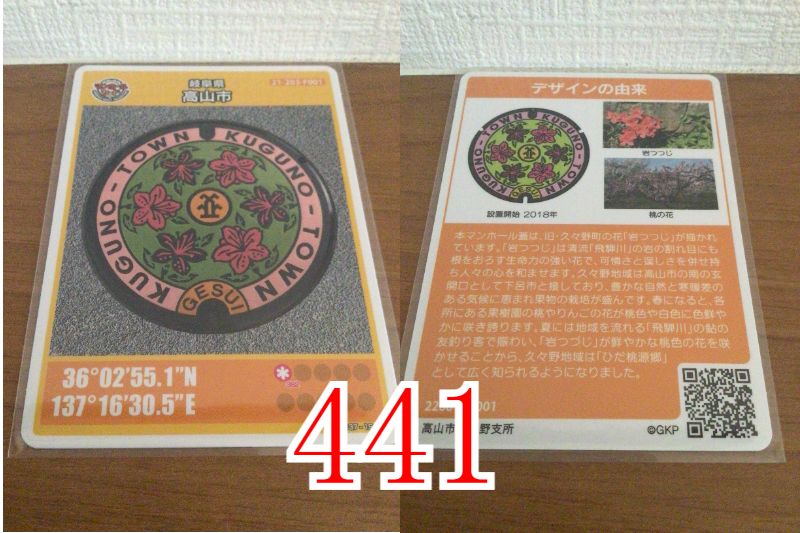 岐阜県
高山市
21-203-F001
KUGUNO-TOWN
KUGUNO-TOWN
GESUI
36°02'55.1"N
137°16'30.5"E
デザインの由来
KUGUNO-TOWN
KUGUNO-TOWN
GESUI
設置開始 2018年
岩つつじ
桃の花
本マンホール蓋は、旧・久々野町の花「岩つつじ」が描かれ
ています。「岩つつじ」は清流「飛騨川」の岩の割れ目にも
根をおろす生命力の強い花で、可憐さと逞しさを併せ持
ち人々の心を和ませます。久々野地域は高山市の南の玄
関口として下呂市と接しており、豊かな自然と寒暖差の
ある気候に恵まれ果物の栽培が盛んです。春になると、各
所にある果樹園の桃やりんごの花が桃色や白色に色鮮
やかに咲き誇ります。夏には地域を流れる「飛騨川」の鮎の
友釣り客で賑わい、「岩つつじ」が鮮やかな桃色の花を咲
かせることから、久々野地域は「ひだ桃源郷」
として広く知られるようになりました。
001
高山市
野支所
©GKP
441